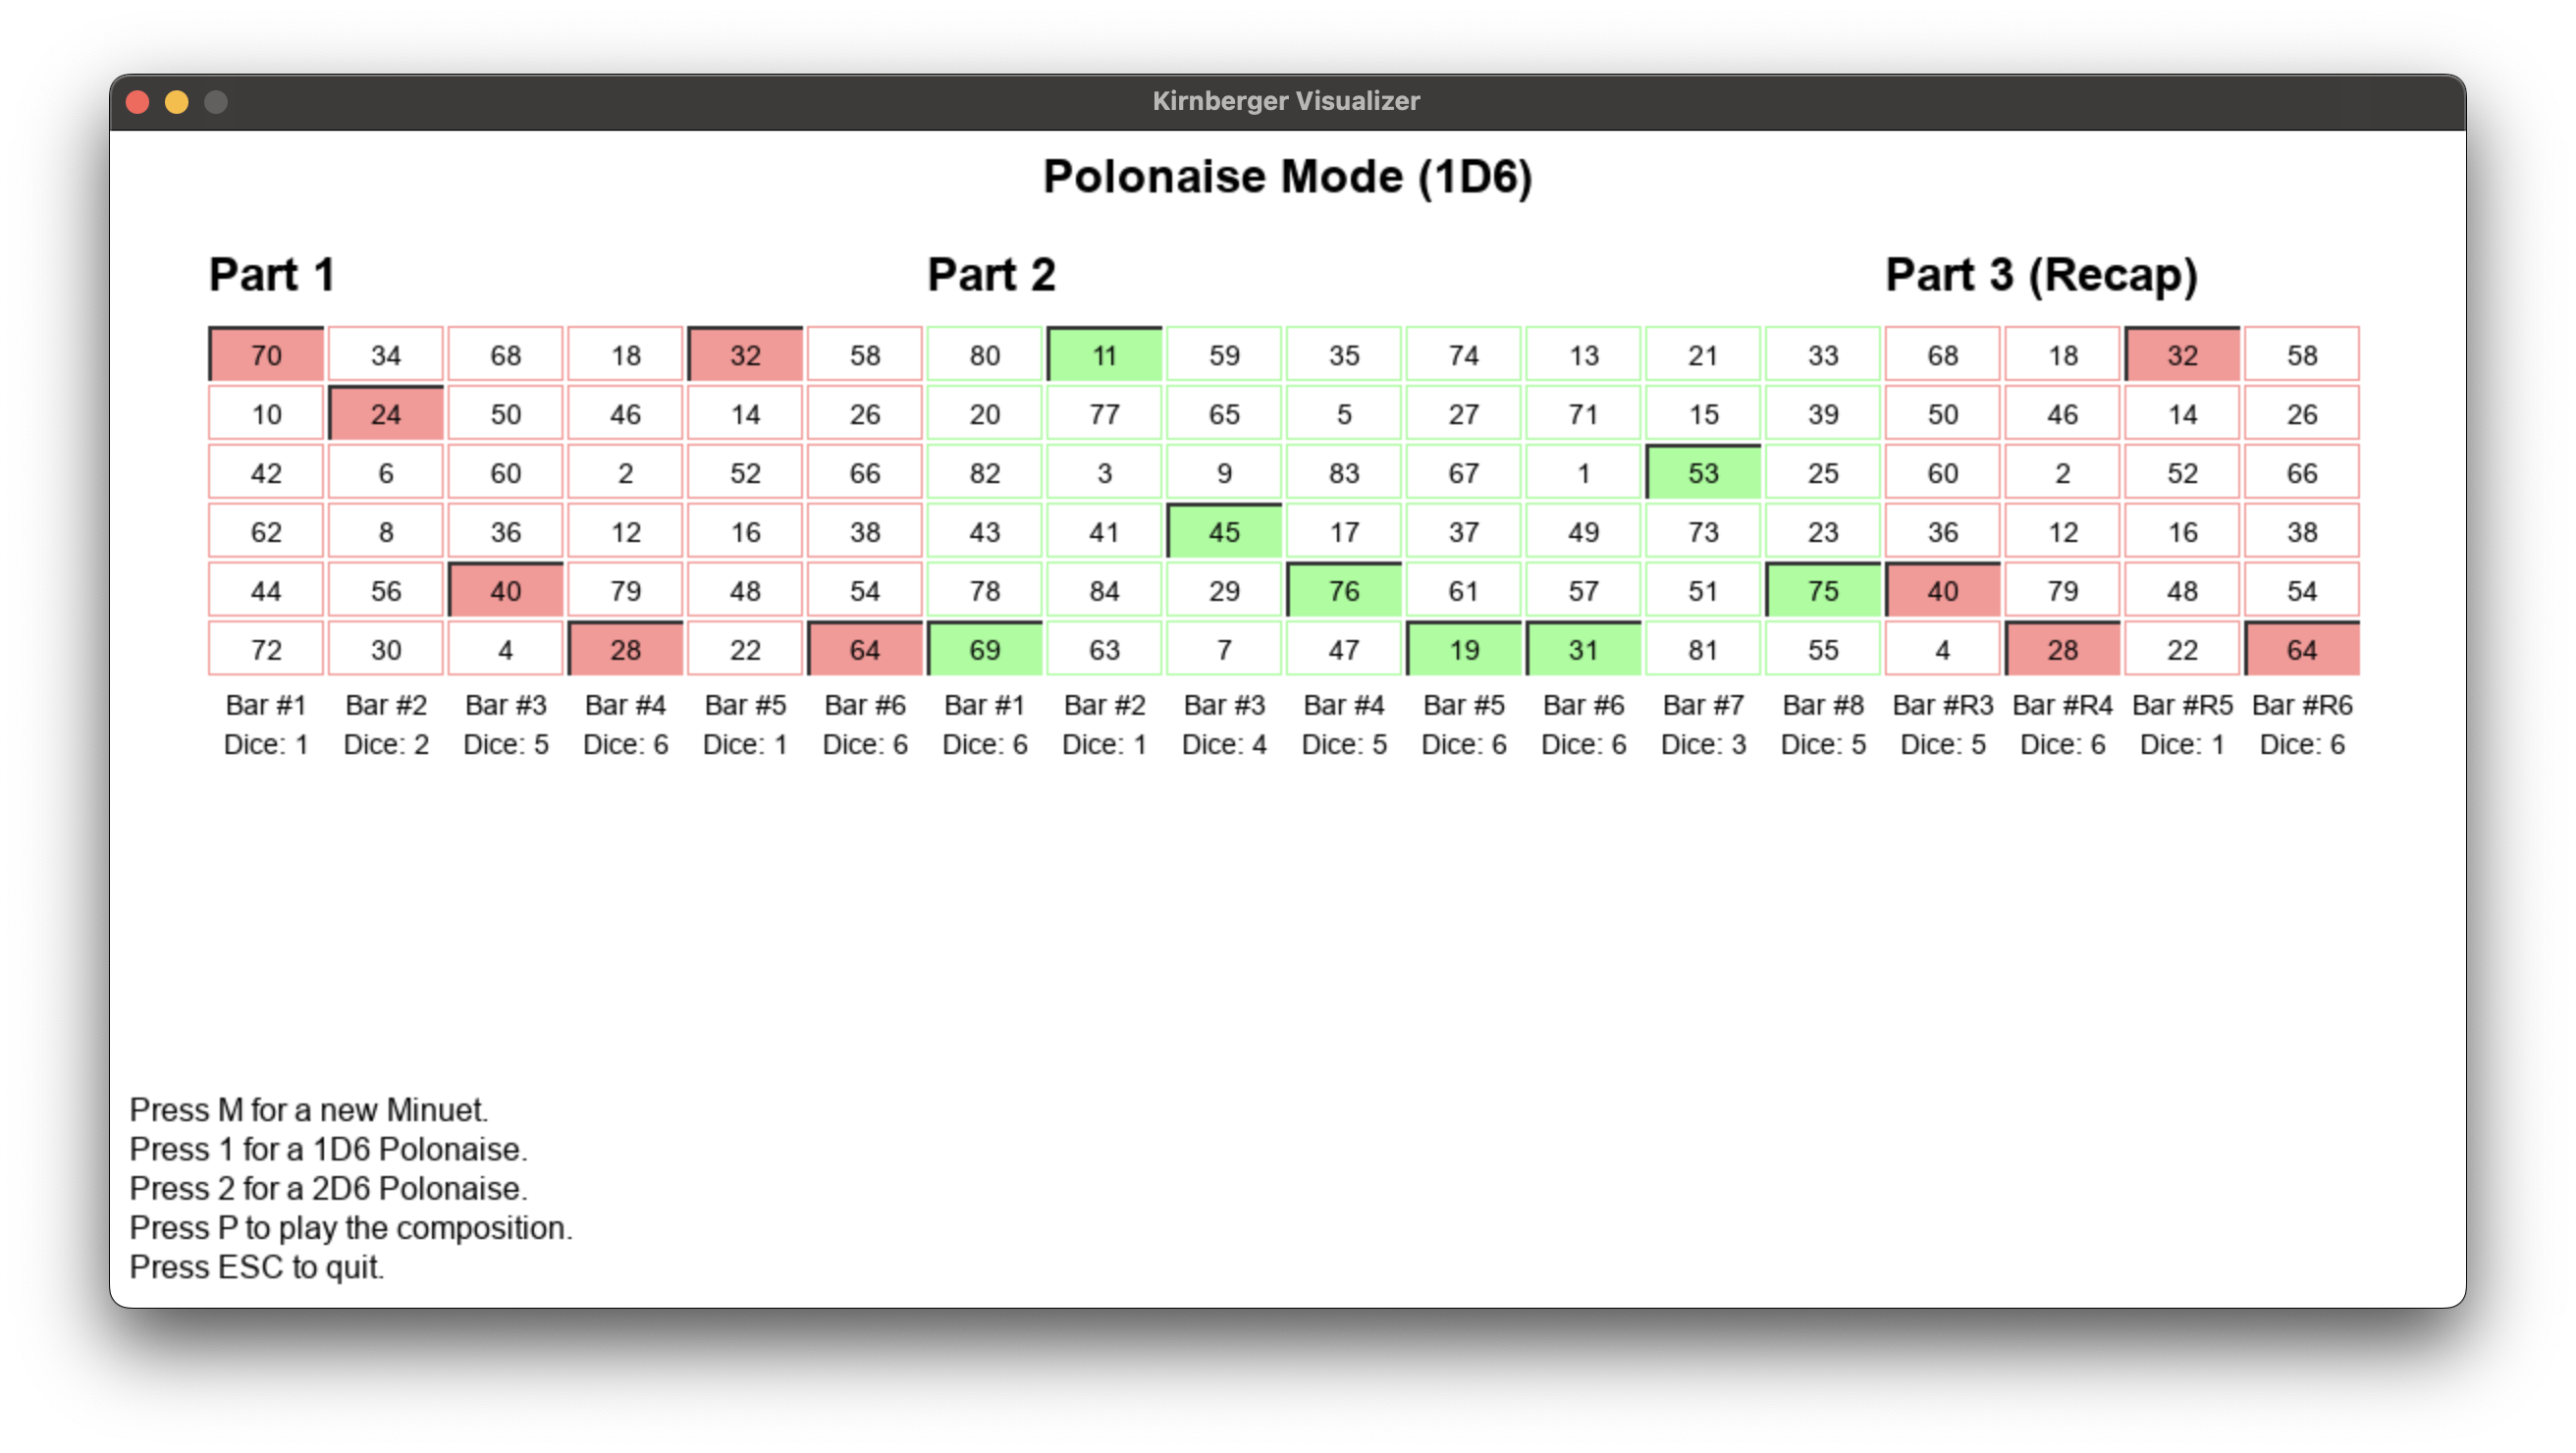 Kirnberger Visualizer
Polonaise Mode (1D6)
Part 1 Part 2 Part 3 (Recap)
70 34 68 18 32 58 80 11 59 35 74 13 21 33 68 18 32 58
10 24 50 46 14 26 20 77 65 5 27 71 15 39 50 46 14 26
42 6 60 2 52 66 82 3 9 83 67 1 53 25 60 2 52 66
62 8 36 12 16 38 43 41 45 17 37 49 73 23 36 12 16 38
44 56 40 79 48 54 78 84 29 76 61 57 51 75 40 79 48 54
72 30 4 28 22 64 69 63 7 47 19 31 81 55 4 28 22 64
Bar #1 Bar #2 Bar #3 Bar #4 Bar #5 Bar #6 Bar #1 Bar #2 Bar #3 Bar #4 Bar #5 Bar #6 Bar #7 Bar #8 Bar #R3 Bar #R4 Bar #R5 Bar #R6
Dice: 1 Dice: 2 Dice: 5 Dice: 6 Dice: 1 Dice: 6 Dice: 6 Dice: 1 Dice: 4 Dice: 5 Dice: 6 Dice: 6 Dice: 3 Dice: 5 Dice: 5 Dice: 6 Dice: 1 Dice: 6
Press M for a new Minuet.
Press 1 for a 1D6 Polonaise.
Press 2 for a 2D6 Polonaise.
Press P to play the composition.
Press ESC to quit.